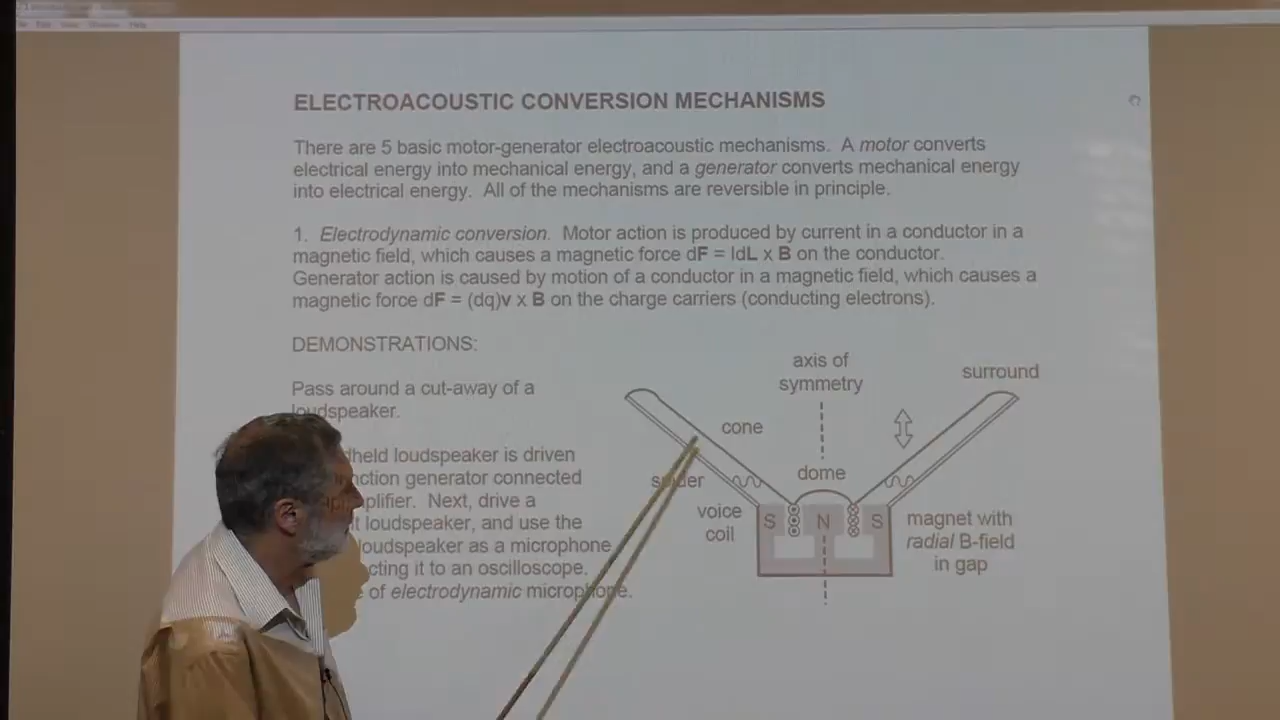 ELECTROACOUSTIC CONVERSION MECHANISMS
There are 5 basic motor-generator electroacoustic mechanisms. A motor converts
electrical energy into mechanical energy, and a generator converts mechanical energy
into electrical energy. All of the mechanisms are reversible in principle.
1. Electrodynamic conversion. Motor action is produced by current in a conductor in a
magnetic field, which causes a magnetic force dF = IdL x B on the conductor.
Generator action is caused by motion of a conductor in a magnetic field, which causes a
magnetic force dF = (dq)v x B on the charge carriers (conducting electrons).
DEMONSTRATIONS:
Pass around a cut-away of a
loudspeaker.
loudspeaker is driven
generator connected
Next, drive a
loudspeaker, and use the
loudspeaker as a microphone
it to an oscilloscope.
of electrodynamic microphone.
axis of
symmetry
surround
cone
dome
spider
voice
coil
S N S
magnet with
radial B-field
in gap